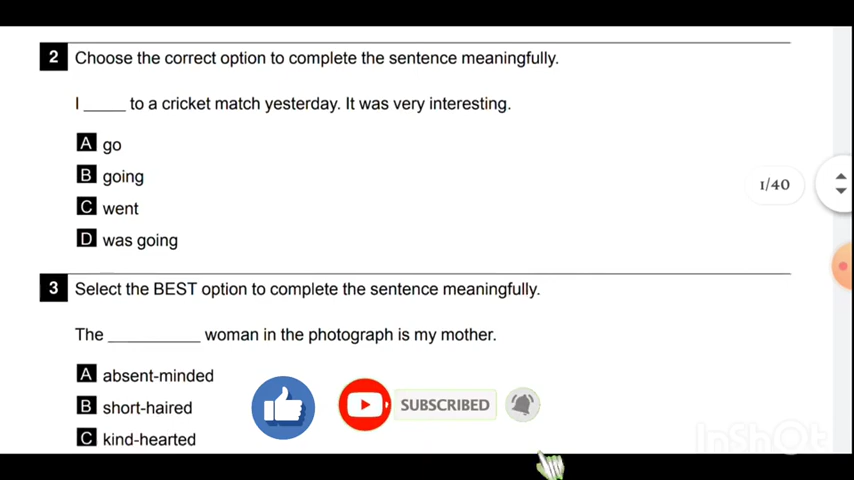 2 Choose the correct option to complete the sentence meaningfully.
I _____ to a cricket match yesterday. It was very interesting.
A go
B going
1/40
C went
D was going
3 Select the BEST option to complete the sentence meaningfully.
The __________ woman in the photograph is my mother.
A absent-minded
B short-haired
SUBSCRIBED
C kind-hearted
InShOt